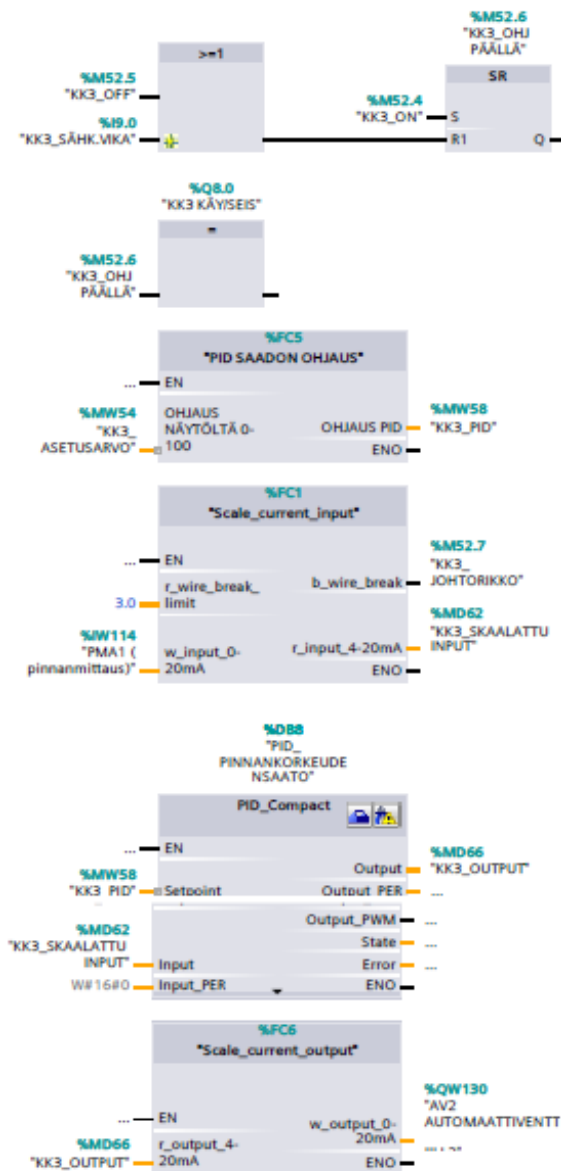 %M52.6
"KK3_OHJ
PÄÄLLÄ"
>=1
SR
%M52.5
"KK3_OFF"
%M52.4
"KK3_ON"
S
%I9.0
"KK3_SÄHK.VIKA"
R1
Q
%Q8.0
"KK3 KÄY/SEIS"
=
%M52.6
"KK3_OHJ
PÄÄLLÄ"
%FC5
"PID SAADON OHJAUS"
...
EN
%MW54
"KK3_
ASETUSARVO"
OHJAUS
NÄYTÖLTÄ 0-
100
OHJAUS PID
%MW58
"KK3_PID"
ENO
%FC1
"Scale_current_input"
...
EN
3.0
r_wire_break_
limit
b_wire_break
%M52.7
"KK3_
JOHTORIKKO"
%IW114
"PMA1 (
pinnanmittaus)"
w_input_0-
20mA
r_input_4-20mA
%MD62
"KK3_SKAALATTU
INPUT"
ENO
%DB8
"PID_
PINNANKORKEUDE
NSAATO"
PID_Compact
...
EN
Output
%MD66
"KK3_OUTPUT"
%MW58
"KK3_PID"
Setpoint
Output_PER
...
Output_PWM
...
%MD62
"KK3_SKAALATTU
INPUT"
Input
State
...
Error
...
W#16#0
Input_PER
ENO
%FC6
"Scale_current_output"
...
EN
w_output_0-
20mA
%QW130
"AV2
AUTOMAATTIVENTT
%MD66
"KK3_OUTPUT"
r_output_4-
20mA
ENO